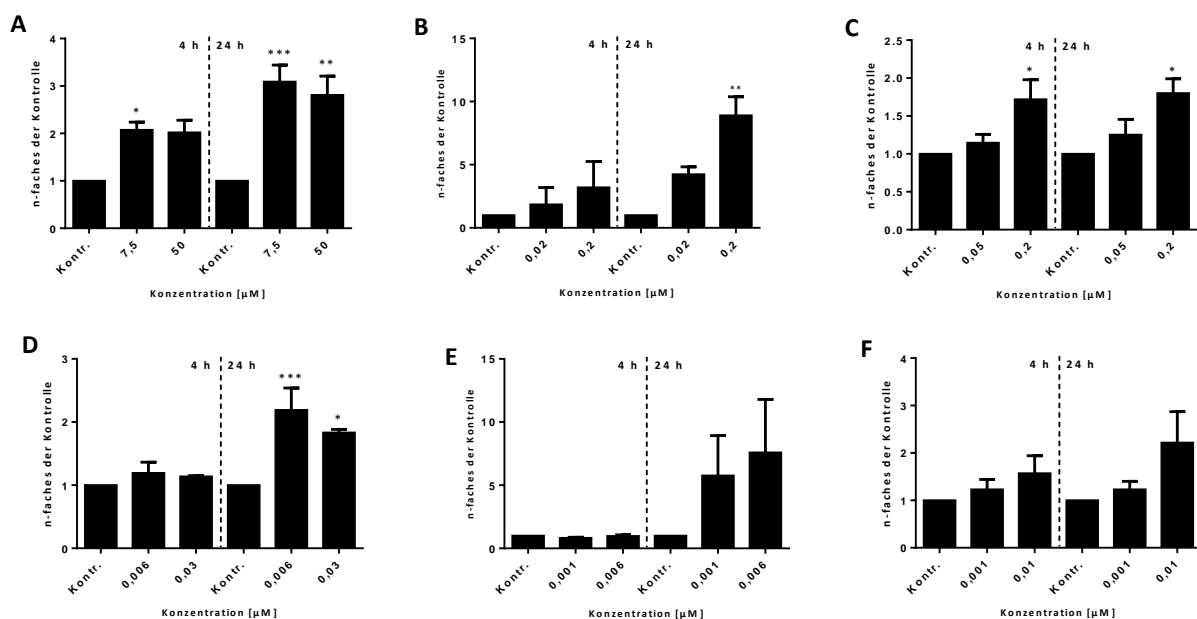 A
n-faches der Kontrolle
4
3
2
1
0
4 h 24 h
*
***
**
Kontr. 7,5 50 Kontr. 7,5 50
Konzentration [µM]
B
n-faches der Kontrolle
15
10
5
0
4 h 24 h
**
Kontr. 0,02 0,2 Kontr. 0,02 0,2
Konzentration [µM]
C
n-faches der Kontrolle
2.5
2.0
1.5
1.0
0.5
0.0
4 h 24 h
*
*
Kontr. 0,05 0,2 Kontr. 0,05 0,2
Konzentration [µM]
D
n-faches der Kontrolle
3
2
1
0
4 h 24 h
***
*
Kontr. 0,006 0,03 Kontr. 0,006 0,03
Konzentration [µM]
E
n-faches der Kontrolle
15
10
5
0
4 h 24 h
Kontr. 0,001 0,006 Kontr. 0,001 0,006
Konzentration [µM]
F
n-faches der Kontrolle
4
3
2
1
0
4 h 24 h
Kontr. 0,001 0,01 Kontr. 0,001 0,01
Konzentration [µM]